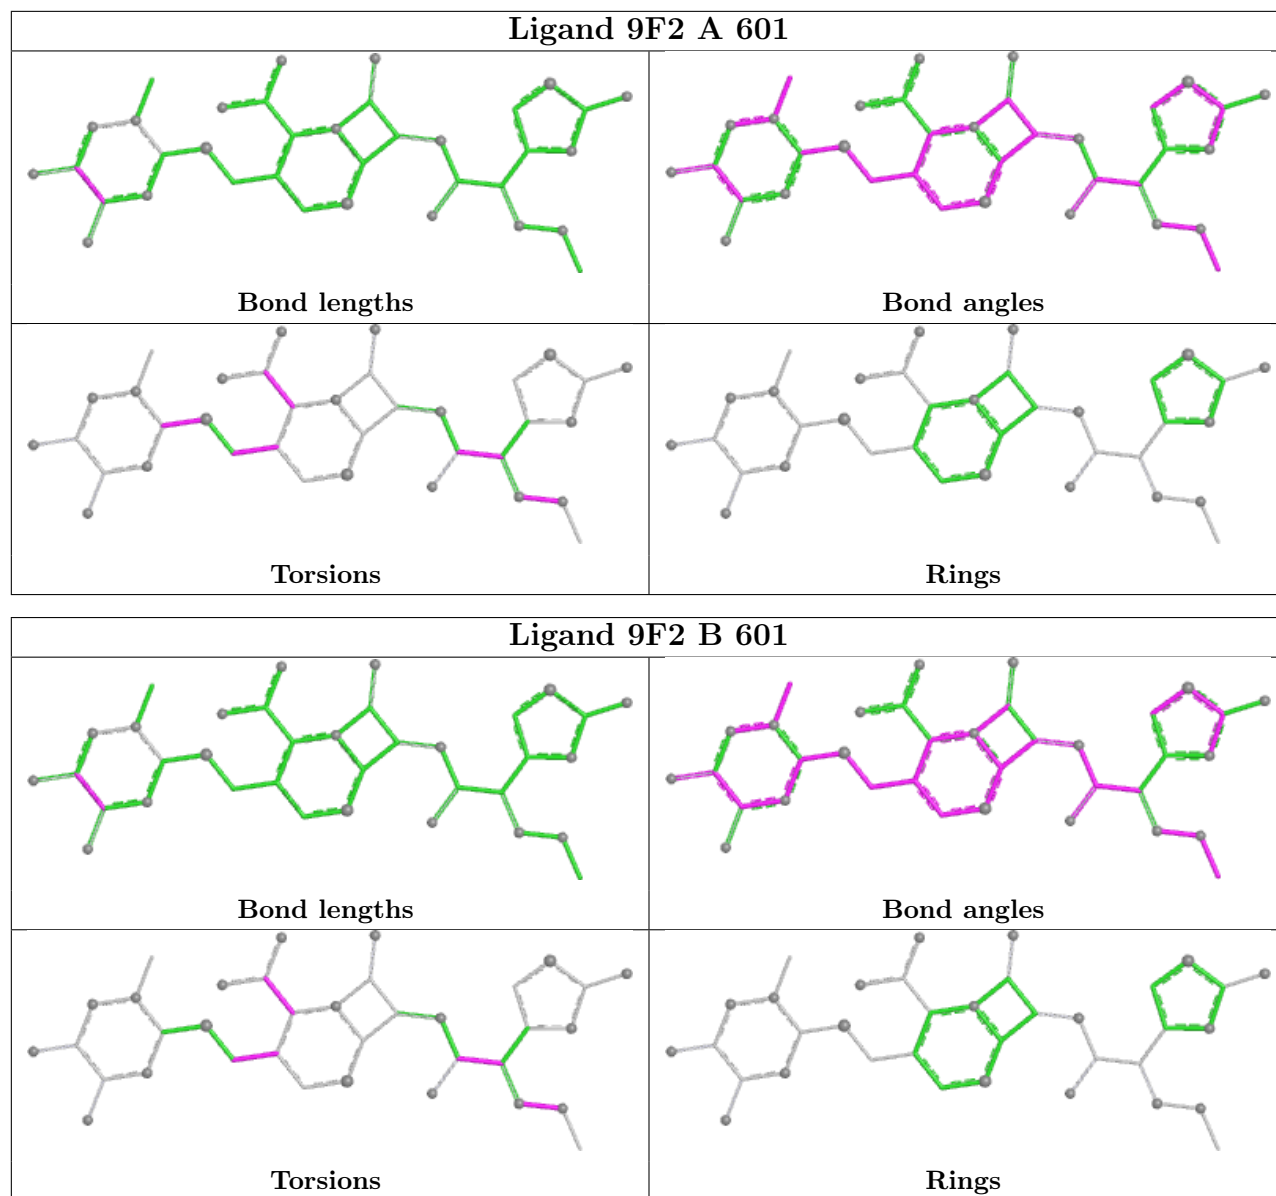 Ligand 9F2 A 601
Bond lengths
Bond angles
Torsions
Rings
Ligand 9F2 B 601
Bond lengths
Bond angles
Torsions
Rings